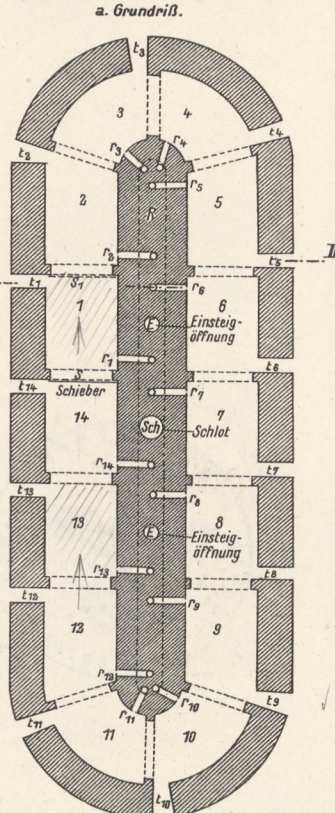 a. Grundriß.
t3
3 4
r3 r4
t2 t4
r5
2 R 5
r2
II
t5
t1 S1 r6
1 6
E Einsteig-
öffnung
r1
t14 S t6
Schieber r7
14 7
Sch Schlot
r14 t7
t13 r8
13 8
E Einsteig-
öffnung
r13 t8
t12 r9
12 9
r12
t11 r11 r10 t9
11 10
t10